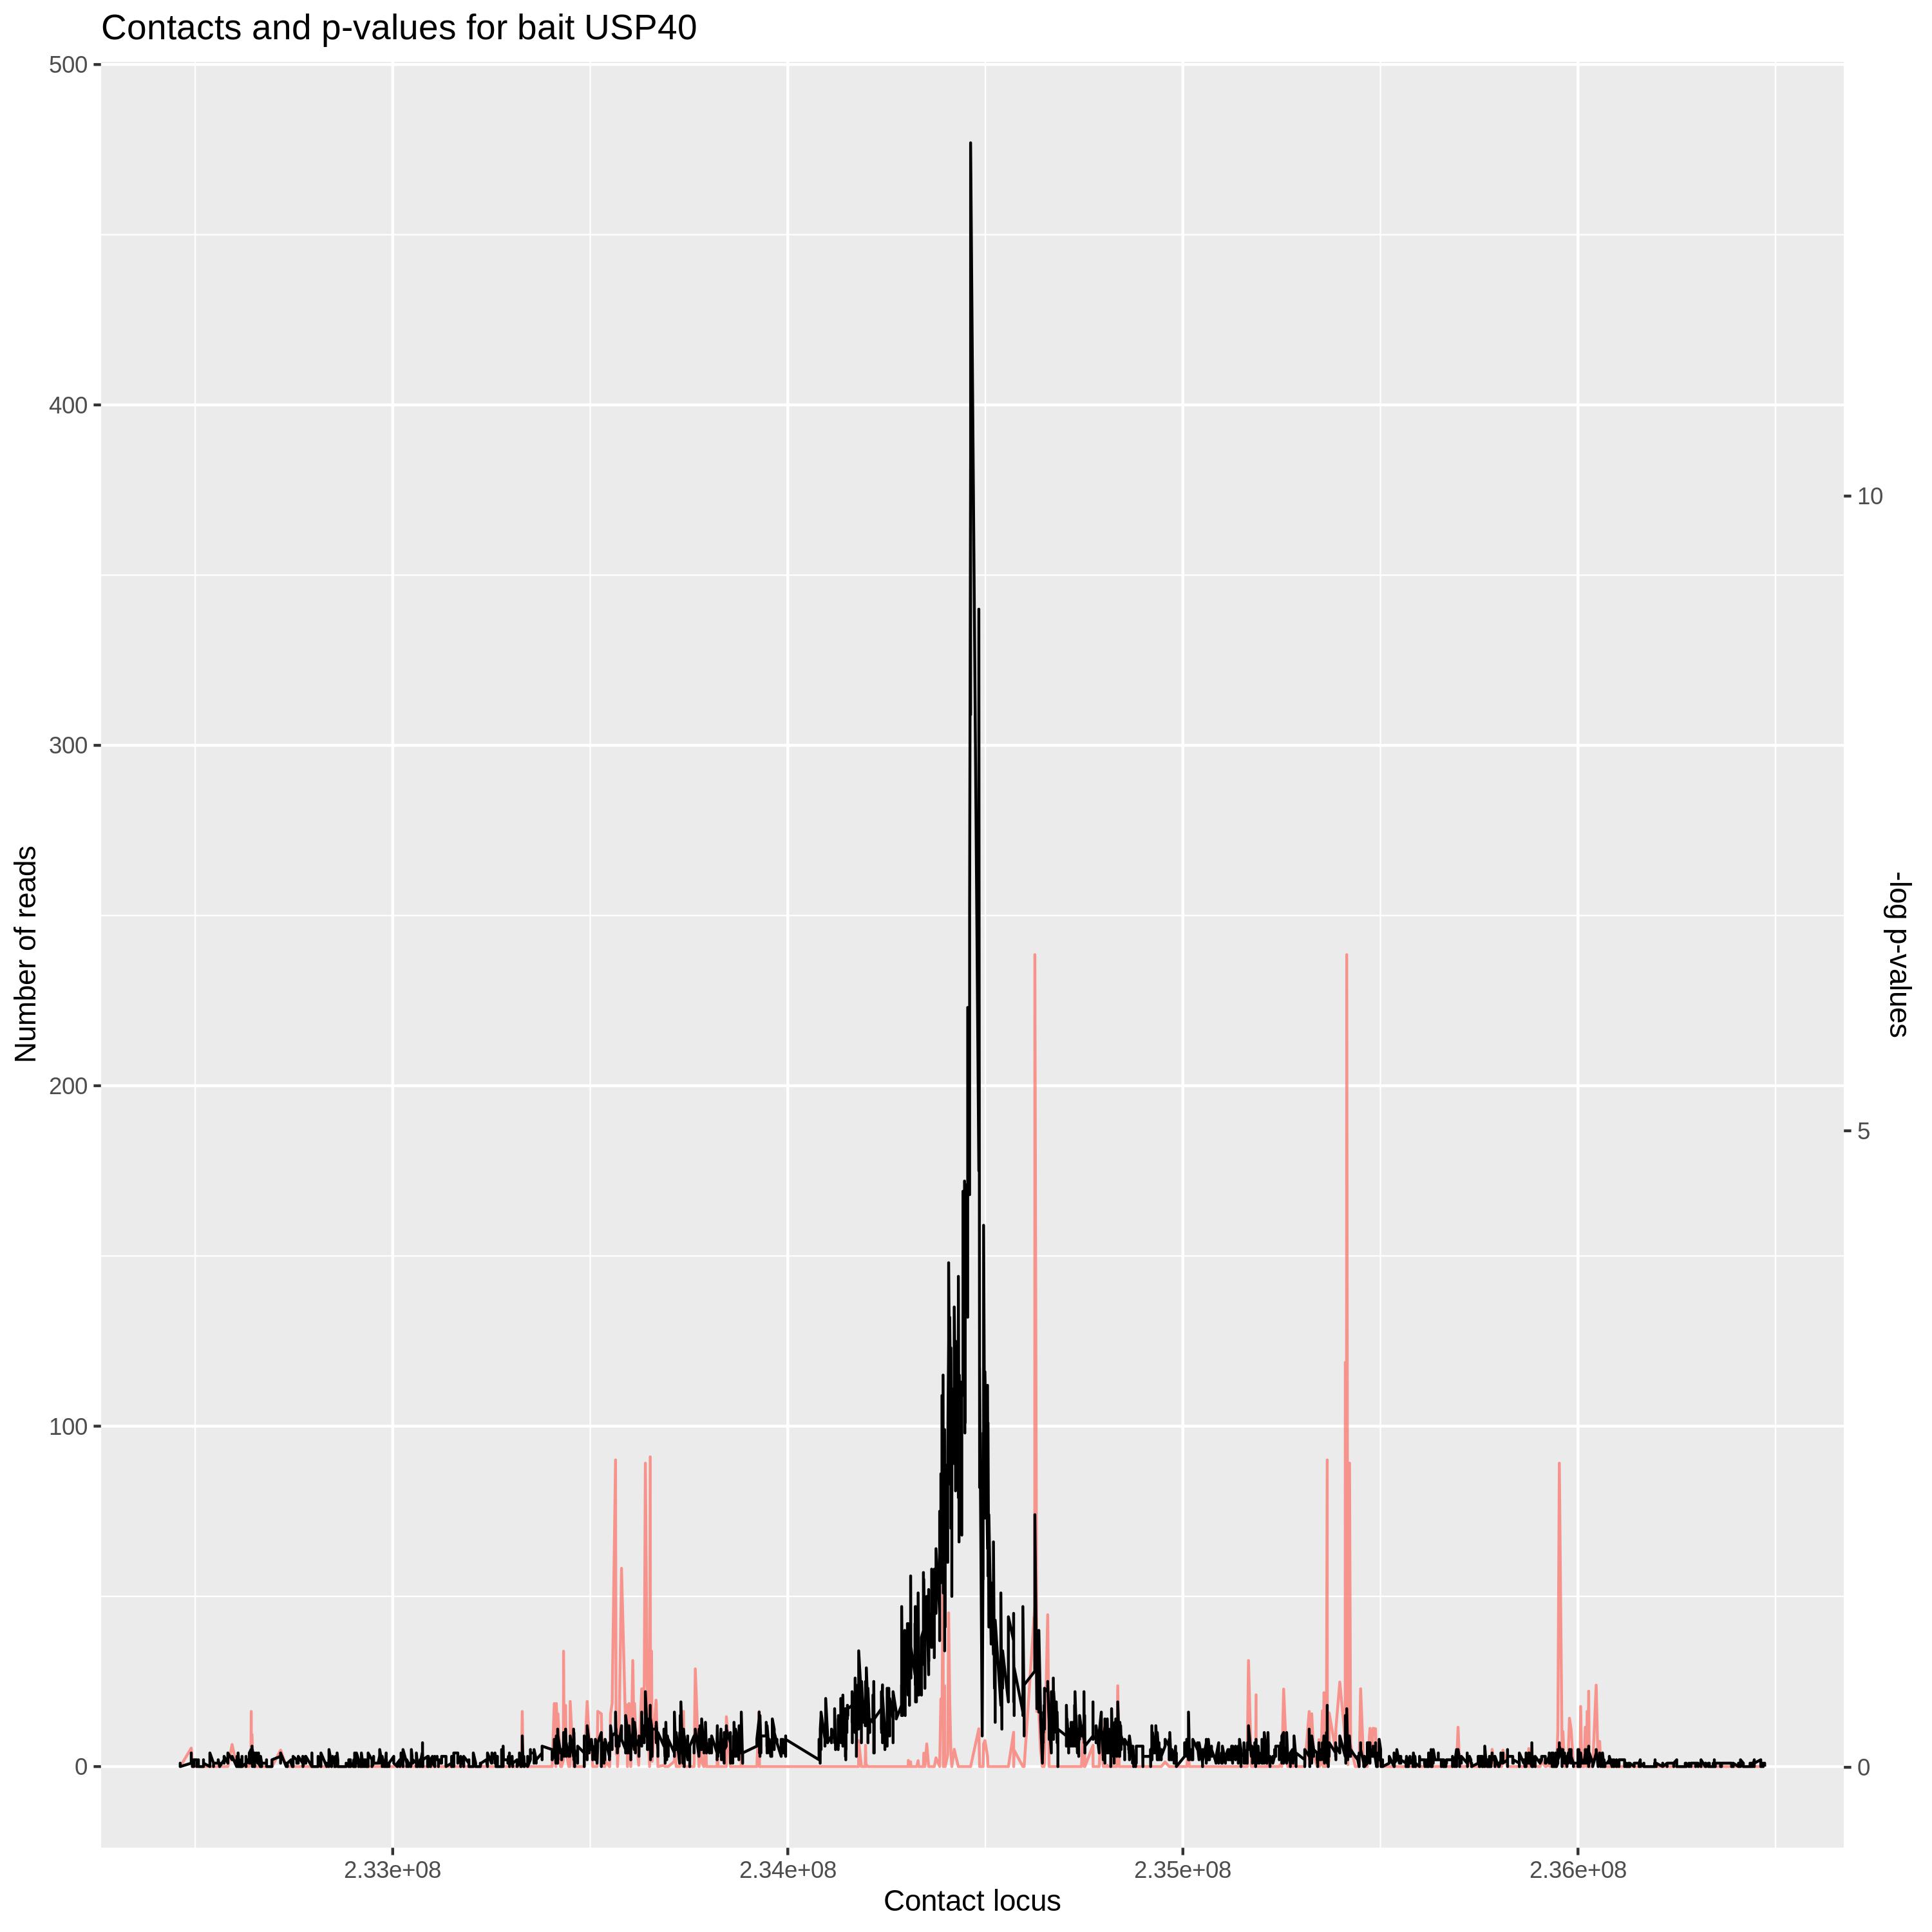 Contacts and p-values for bait USP40
500
400
300
200
100
0
Number of reads
10
5
0
-log p-values
2.33e+08
2.34e+08
2.35e+08
2.36e+08
Contact locus